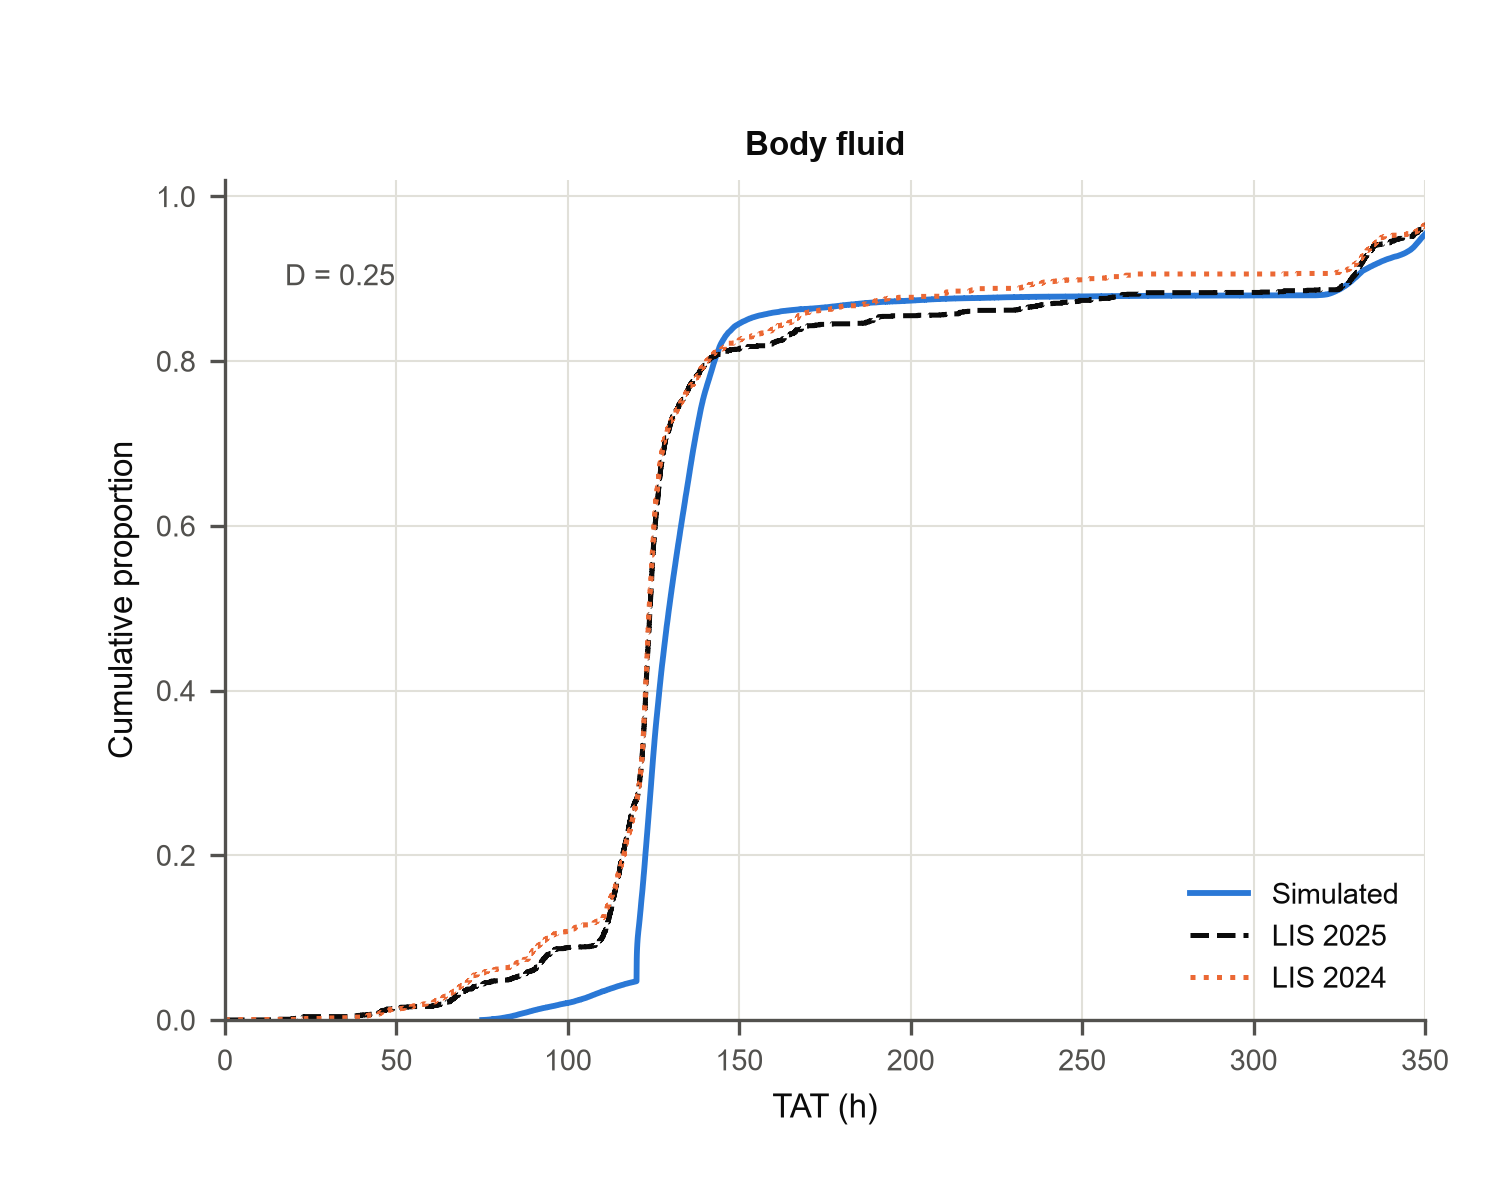 Body fluid
D = 0.25
Cumulative proportion
1.0
0.8
0.6
0.4
0.2
0.0
0 50 100 150 200 250 300 350
TAT (h)
Simulated
LIS 2025
LIS 2024